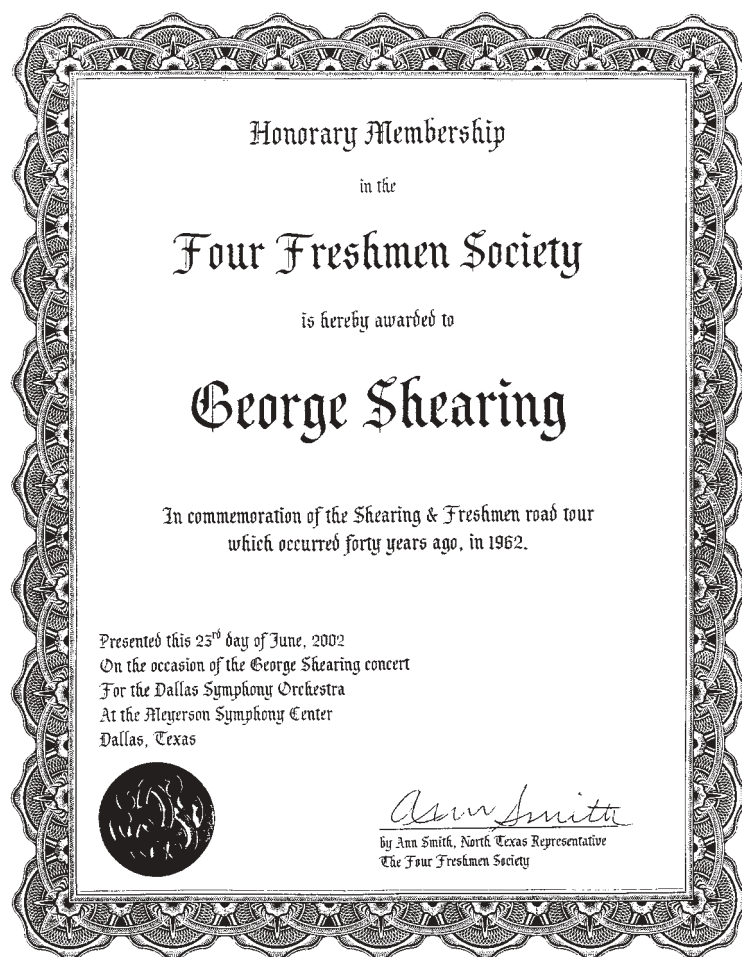 Honorary Membership
in the
Four Freshmen Society
is hereby awarded to
George Shearing
In commemoration of the Shearing & Freshmen road tour
which occurred forty years ago, in 1962.
Presented this 23rd day of June, 2002
On the occasion of the George Shearing concert
For the Dallas Symphony Orchestra
At the Meyerson Symphony Center
Dallas, Texas
Ann Smith
by Ann Smith, North Texas Representative
The Four Freshmen Society